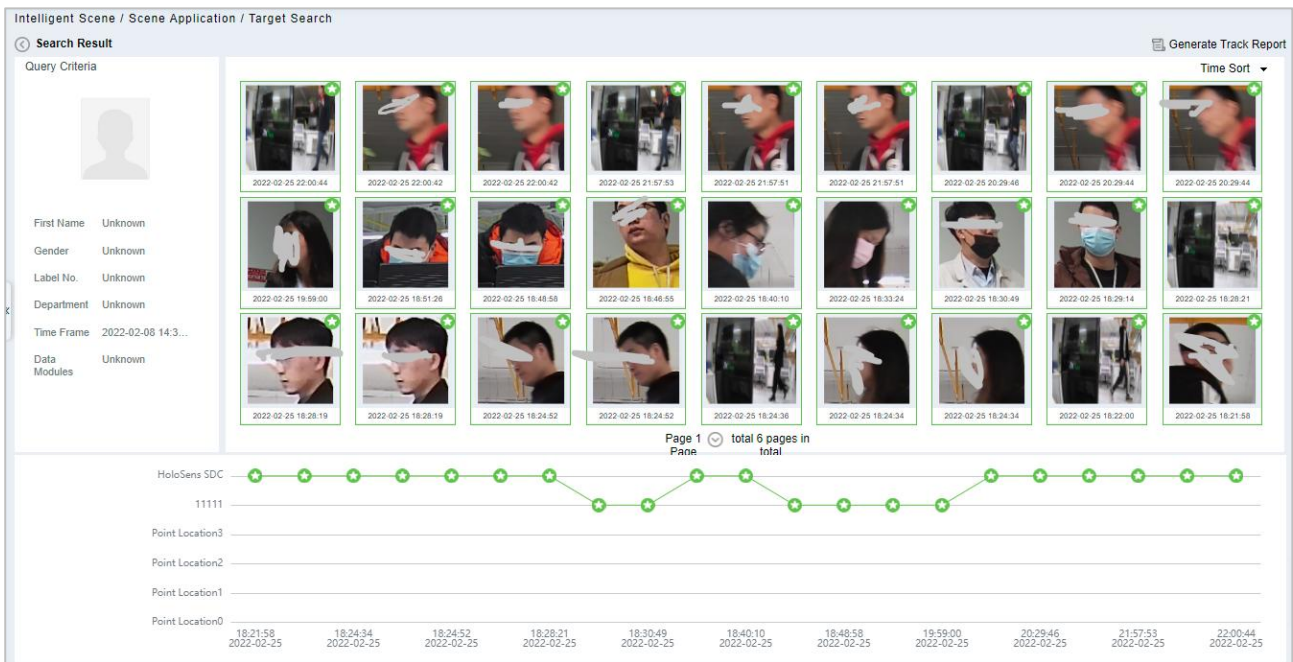 Intelligent Scene / Scene Application / Target Search
Search Result
Generate Track Report
Query Criteria
Time Sort
First Name Unknown
Gender Unknown
Label No. Unknown
Department Unknown
Time Frame 2022-02-08 14:3...
Data Modules Unknown
2022-02-25 22:00:44 2022-02-25 22:00:42 2022-02-25 22:00:42 2022-02-25 21:57:53 2022-02-25 21:57:51 2022-02-25 21:57:51 2022-02-25 20:29:46 2022-02-25 20:29:44 2022-02-25 20:29:44
2022-02-25 19:59:00 2022-02-25 18:51:26 2022-02-25 18:48:58 2022-02-25 18:46:55 2022-02-25 18:40:10 2022-02-25 18:33:24 2022-02-25 18:30:49 2022-02-25 18:29:14 2022-02-25 18:28:21
2022-02-25 18:28:19 2022-02-25 18:28:19 2022-02-25 18:24:52 2022-02-25 18:24:52 2022-02-25 18:24:36 2022-02-25 18:24:34 2022-02-25 18:24:34 2022-02-25 18:22:00 2022-02-25 18:21:58
Page 1 total 6 pages in
Page total
HoloSens SDC
11111
Point Location3
Point Location2
Point Location1
Point Location0
18:21:58 18:24:34 18:24:52 18:28:21 18:30:49 18:40:10 18:48:58 19:59:00 20:29:46 21:57:53 22:00:44
2022-02-25 2022-02-25 2022-02-25 2022-02-25 2022-02-25 2022-02-25 2022-02-25 2022-02-25 2022-02-25 2022-02-25 2022-02-25